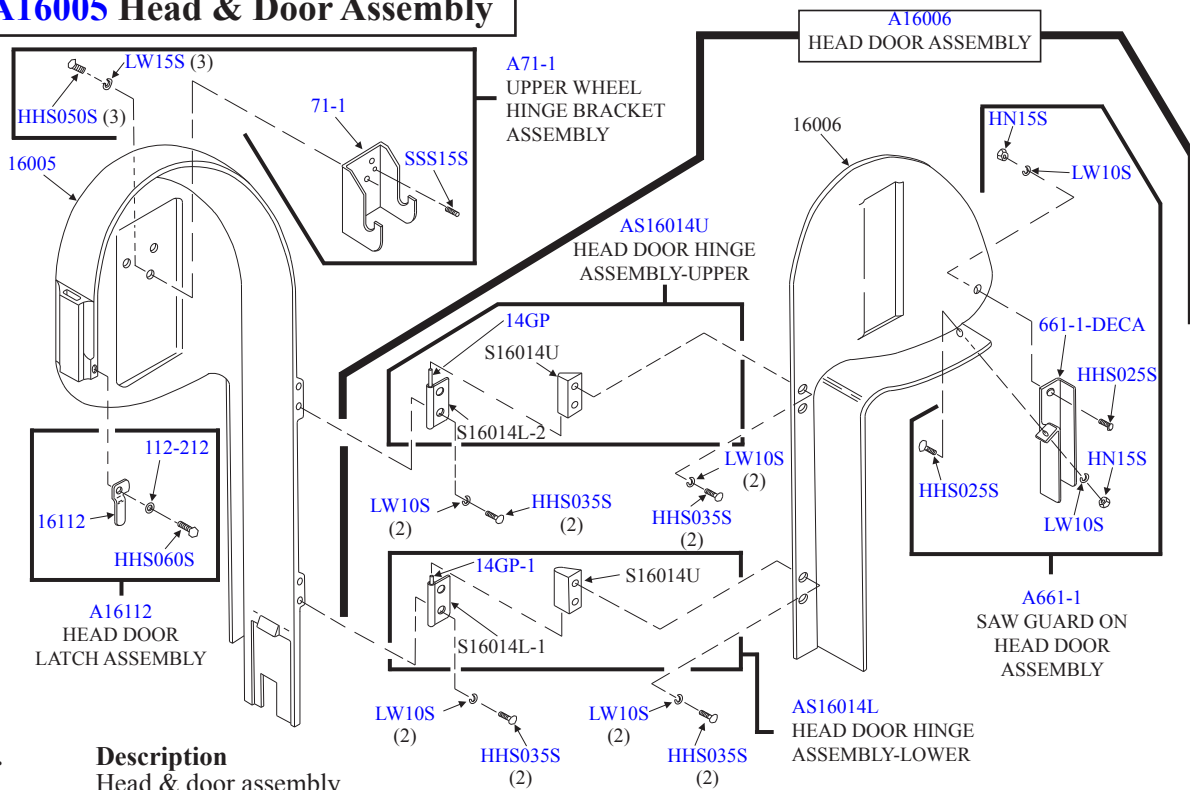 A16005 Head & Door Assembly
A16006
HEAD DOOR ASSEMBLY
LW15S (3)
HHS050S (3)
A71-1
UPPER WHEEL
HINGE BRACKET
ASSEMBLY
71-1
SSS15S
16005
16006
HN15S
LW10S
AS16014U
HEAD DOOR HINGE
ASSEMBLY-UPPER
14GP
S16014U
S16014L-2
661-1-DECA
HHS025S
HHS025S
HN15S
LW10S
112-212
16112
HHS060S
LW10S
(2)
HHS035S
(2)
LW10S
(2)
HHS035S
(2)
A16112
HEAD DOOR
LATCH ASSEMBLY
14GP-1
S16014U
S16014L-1
A661-1
SAW GUARD ON
HEAD DOOR
ASSEMBLY
LW10S
(2)
HHS035S
(2)
LW10S
(2)
HHS035S
(2)
AS16014L
HEAD DOOR HINGE
ASSEMBLY-LOWER
Description
Head & door assembly